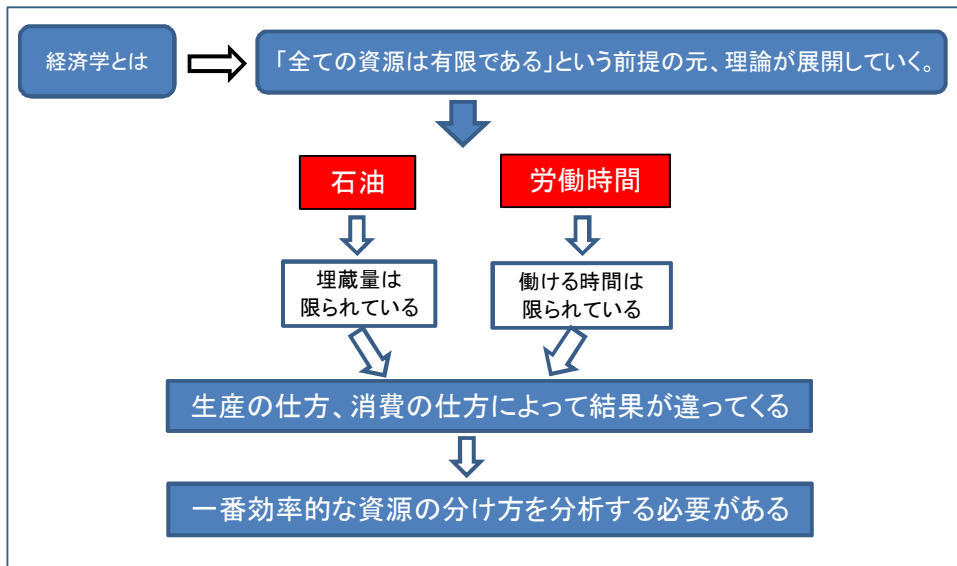 経済学とは
「全ての資源は有限である」という前提の元、理論が展開していく。
石油
労働時間
埋蔵量は
限られている
働ける時間は
限られている
生産の仕方、消費の仕方によって結果が違ってくる
一番効率的な資源の分け方を分析する必要がある